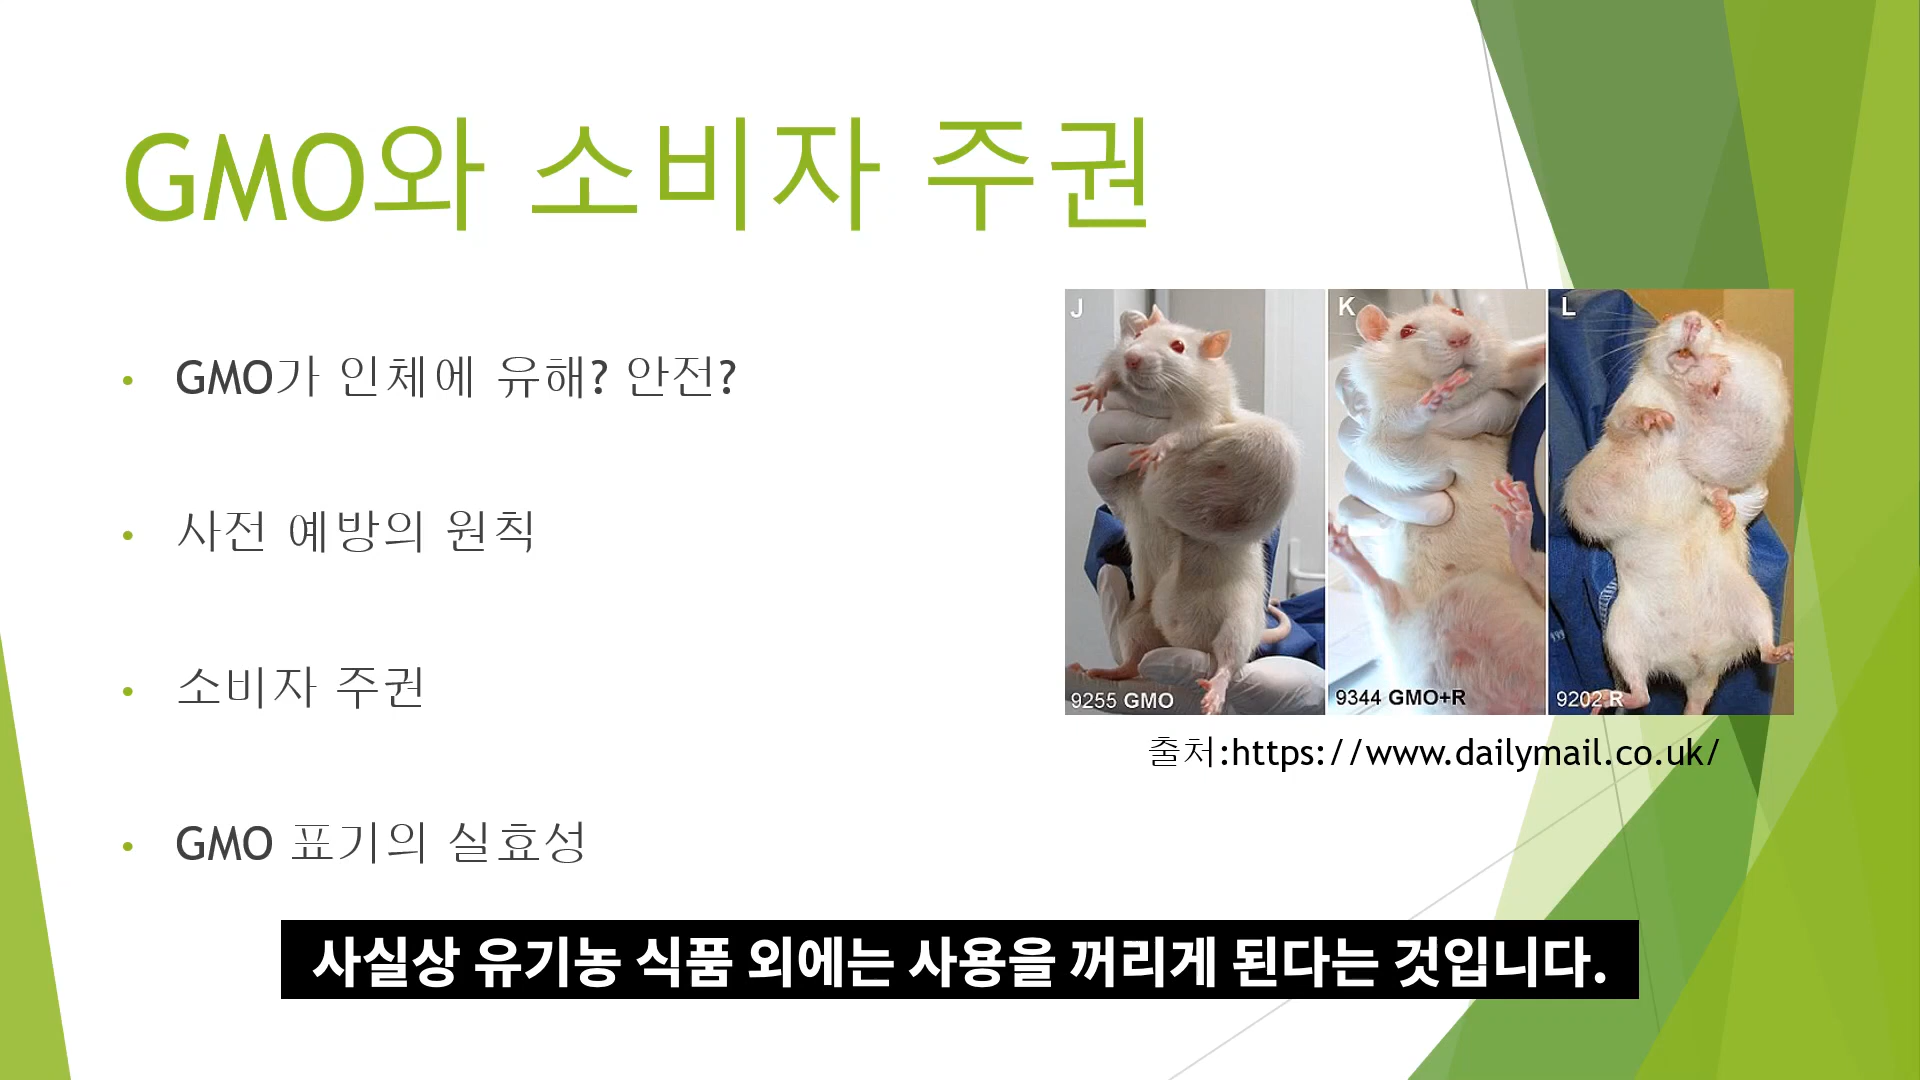 GMO와 소비자 주권
• GMO가 인체에 유해? 안전?
• 사전 예방의 원칙
• 소비자 주권
• GMO 표기의 실효성
J K L
9255 GMO 9344 GMO+R 9202 R
출처:https://www.dailymail.co.uk/
사실상 유기농 식품 외에는 사용을 꺼리게 된다는 것입니다.